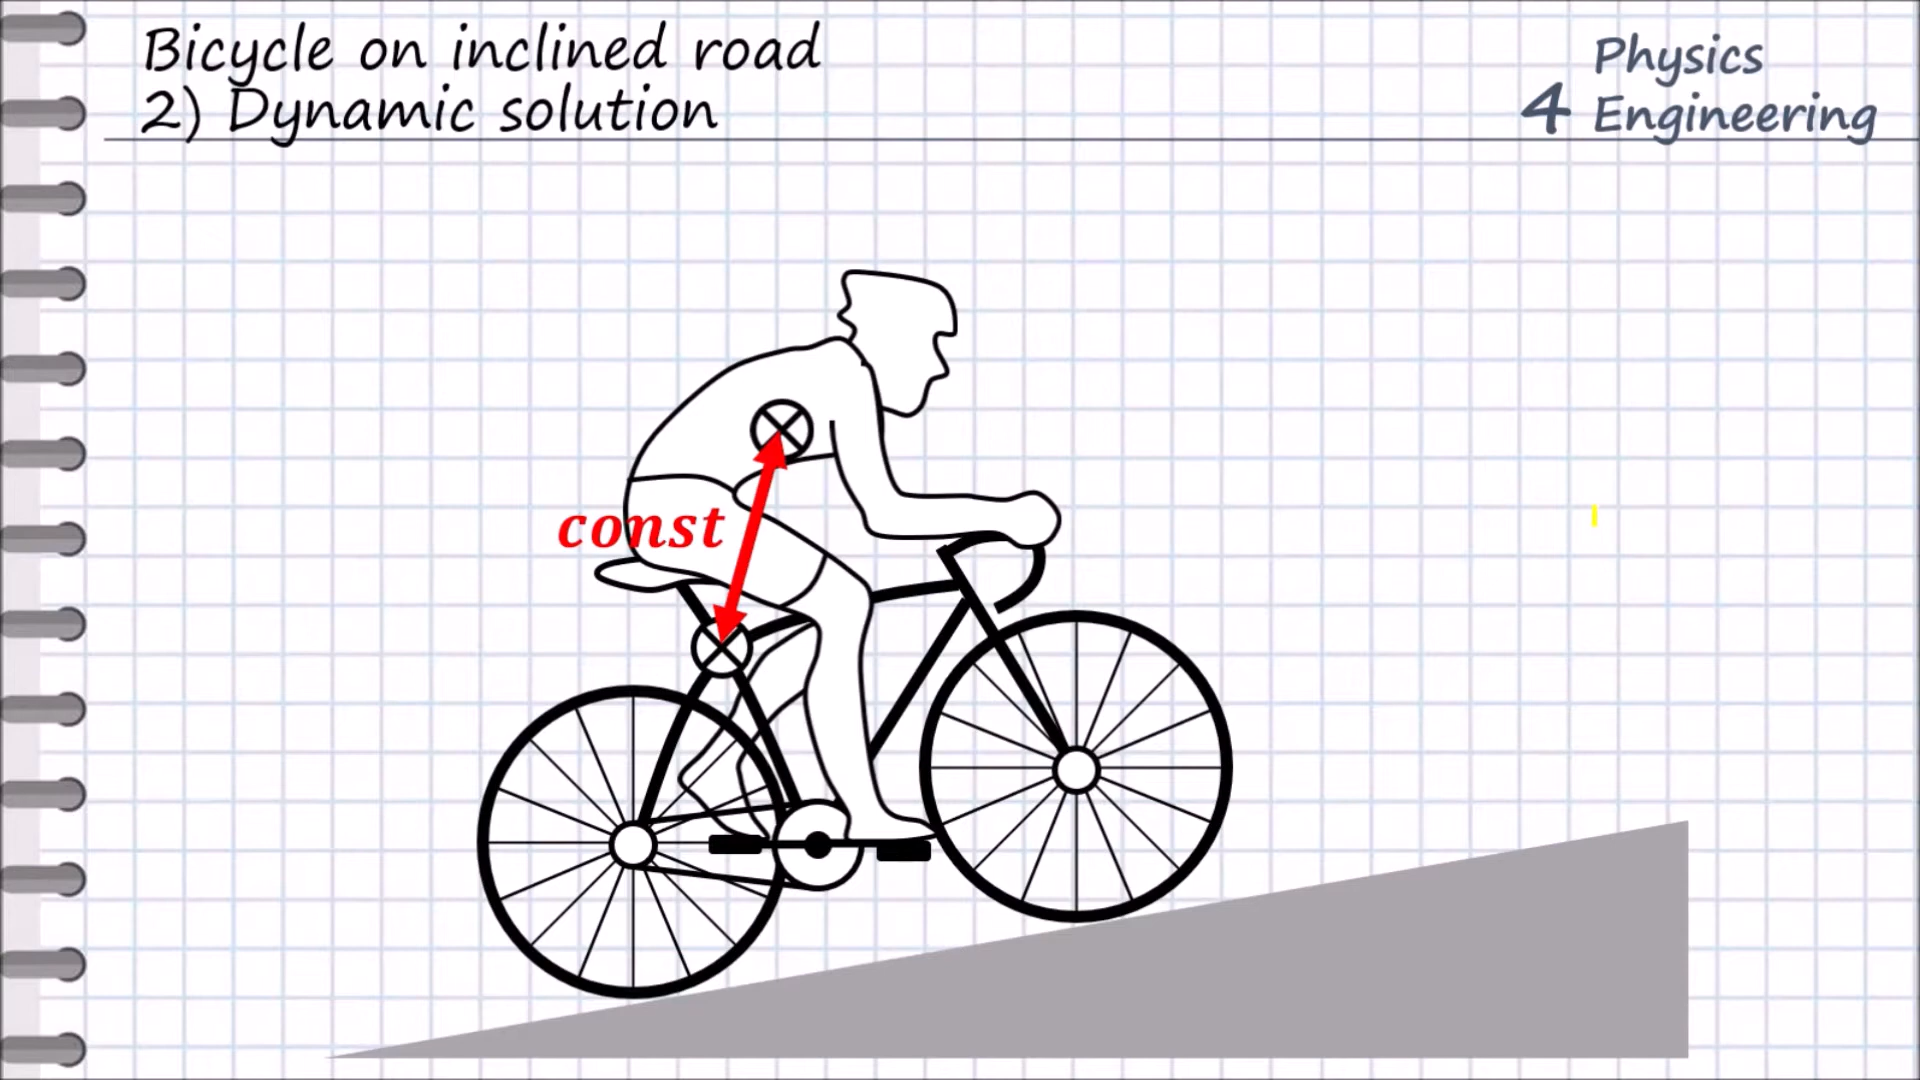 Bicycle on inclined road
2) Dynamic solution
Physics
4 Engineering
const